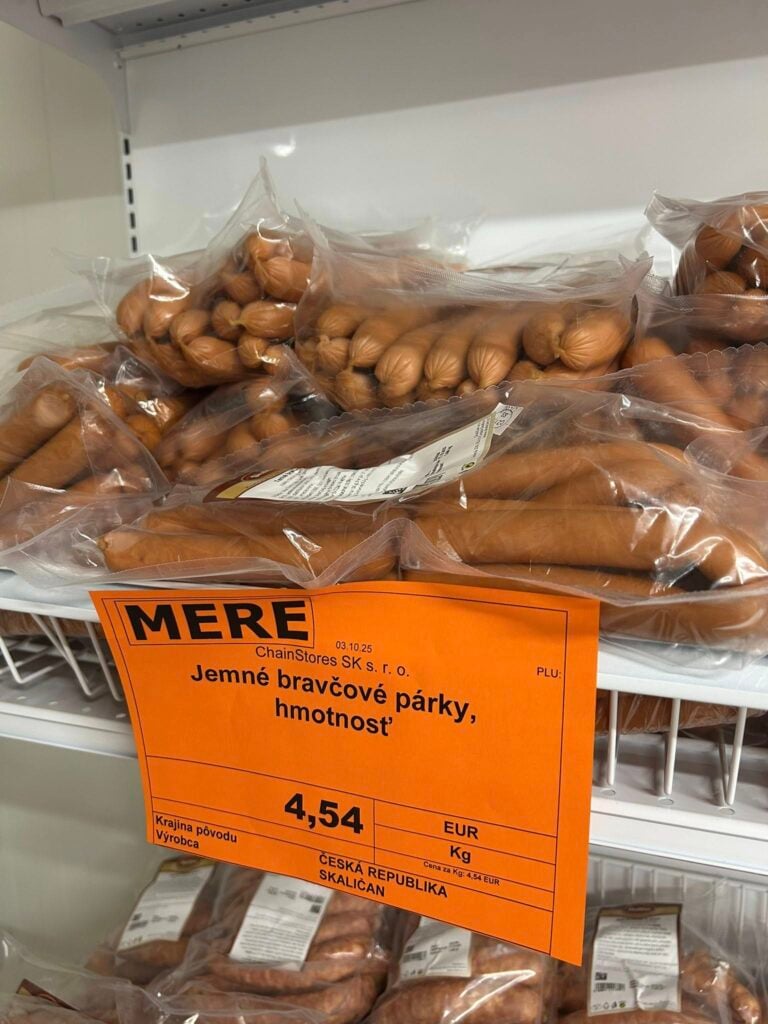 MERE
03.10.25
ChainStores SK s. r. o.
PLU:
Jemné bravčové párky,
hmotnosť
4,54
EUR
Kg
Cena za Kg: 4,54 EUR
Krajina pôvodu
Výrobca
ČESKÁ REPUBLIKA
SKALIČAN